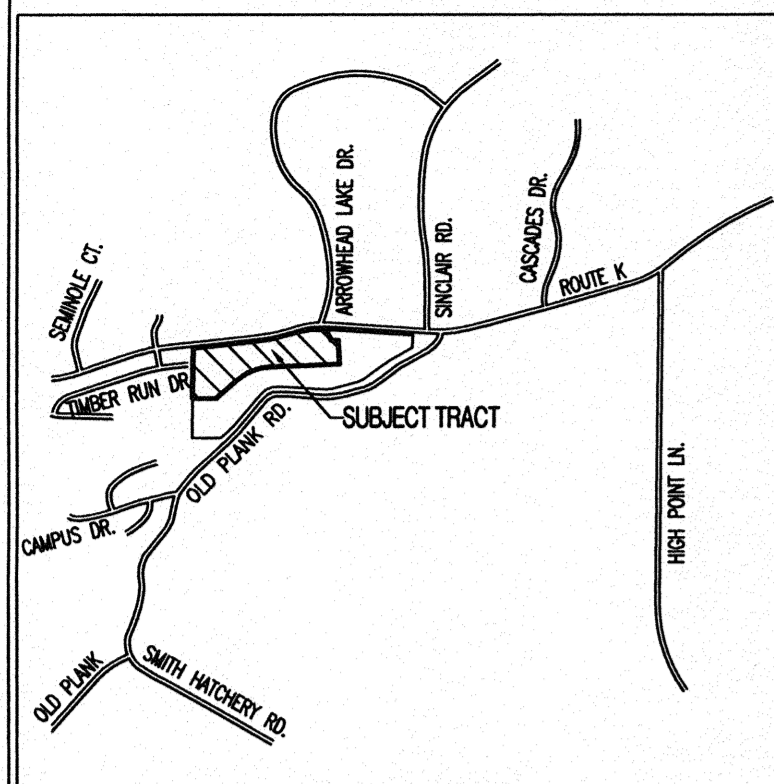 ARROWHEAD LAKE DR.
SINCLAIR RD.
CASCADES DR.
SEMINOLE CT.
ROUTE K
TIMBER RUN DR
OLD PLANK RD.
SUBJECT TRACT
HIGH POINT LN.
CAMPUS DR.
OLD PLANK
SMITH HATCHERY RD.